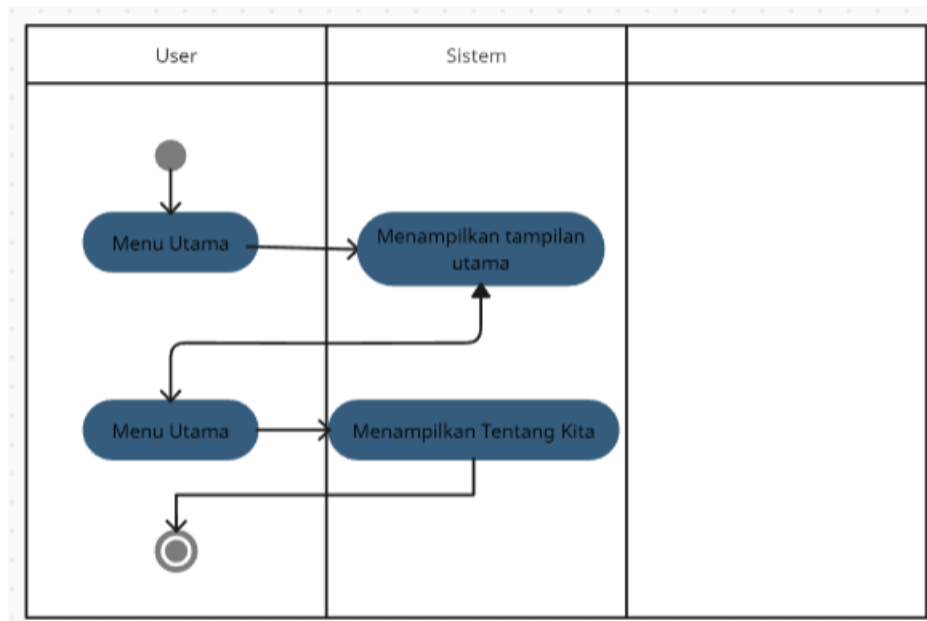 User
Sistem
Menu Utama
Menampilkan tampilan
utama
Menu Utama
Menampilkan Tentang Kita